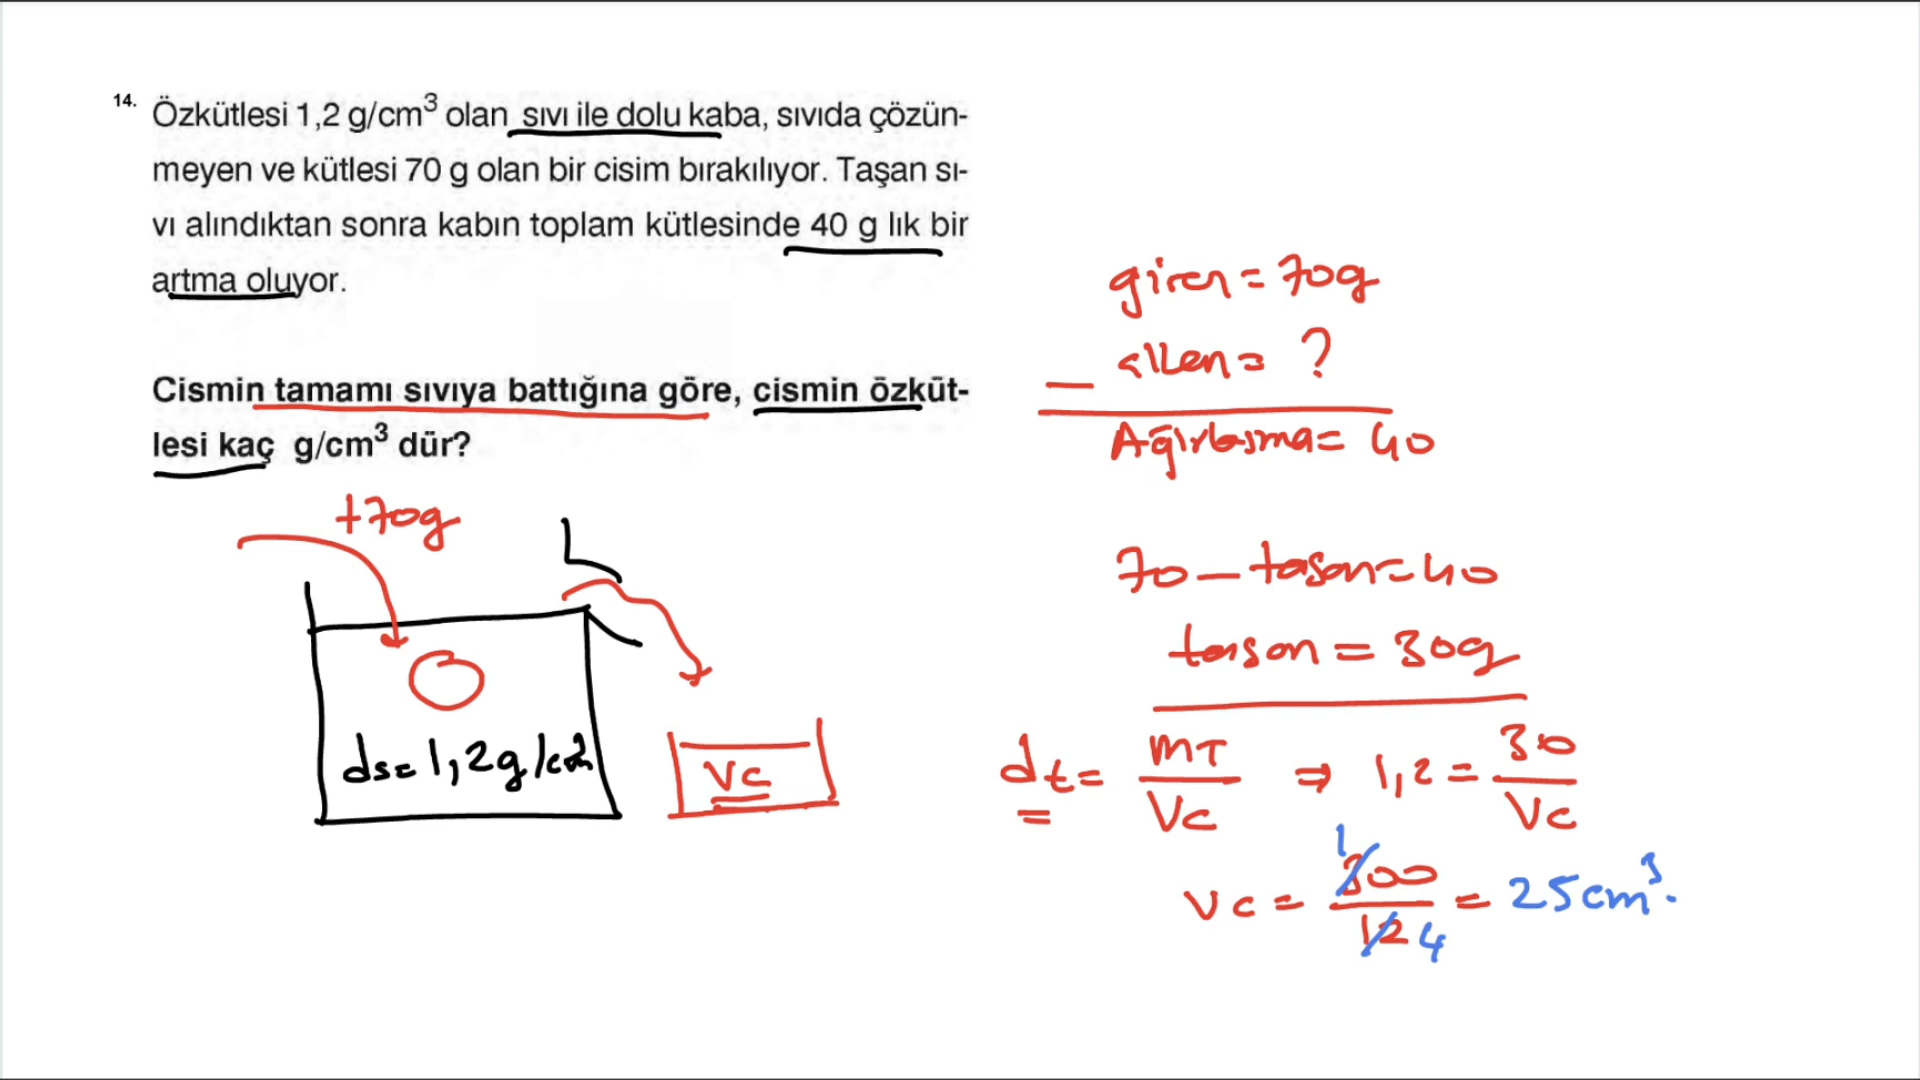 14. Özkütlesi 1,2 g/cm³ olan sıvı ile dolu kaba, sıvıda çözün-
meyen ve kütlesi 70 g olan bir cisim bırakılıyor. Taşan sı-
vı alındıktan sonra kabın toplam kütlesinde 40 g lık bir
artma oluyor.
Cismin tamamı sıvıya battığına göre, cismin özküt-
lesi kaç g/cm³ dür?
+70g
ds= 1,2g/cm³
Vc
giren = 70g
_ = ?
Ağırlaşma= 40
70 - taşan = 40
taşan = 30g
dt = mT / Vc ⇒ 1,2 = 30 / Vc
Vc = 300 / 12 = 25cm³.
1
4